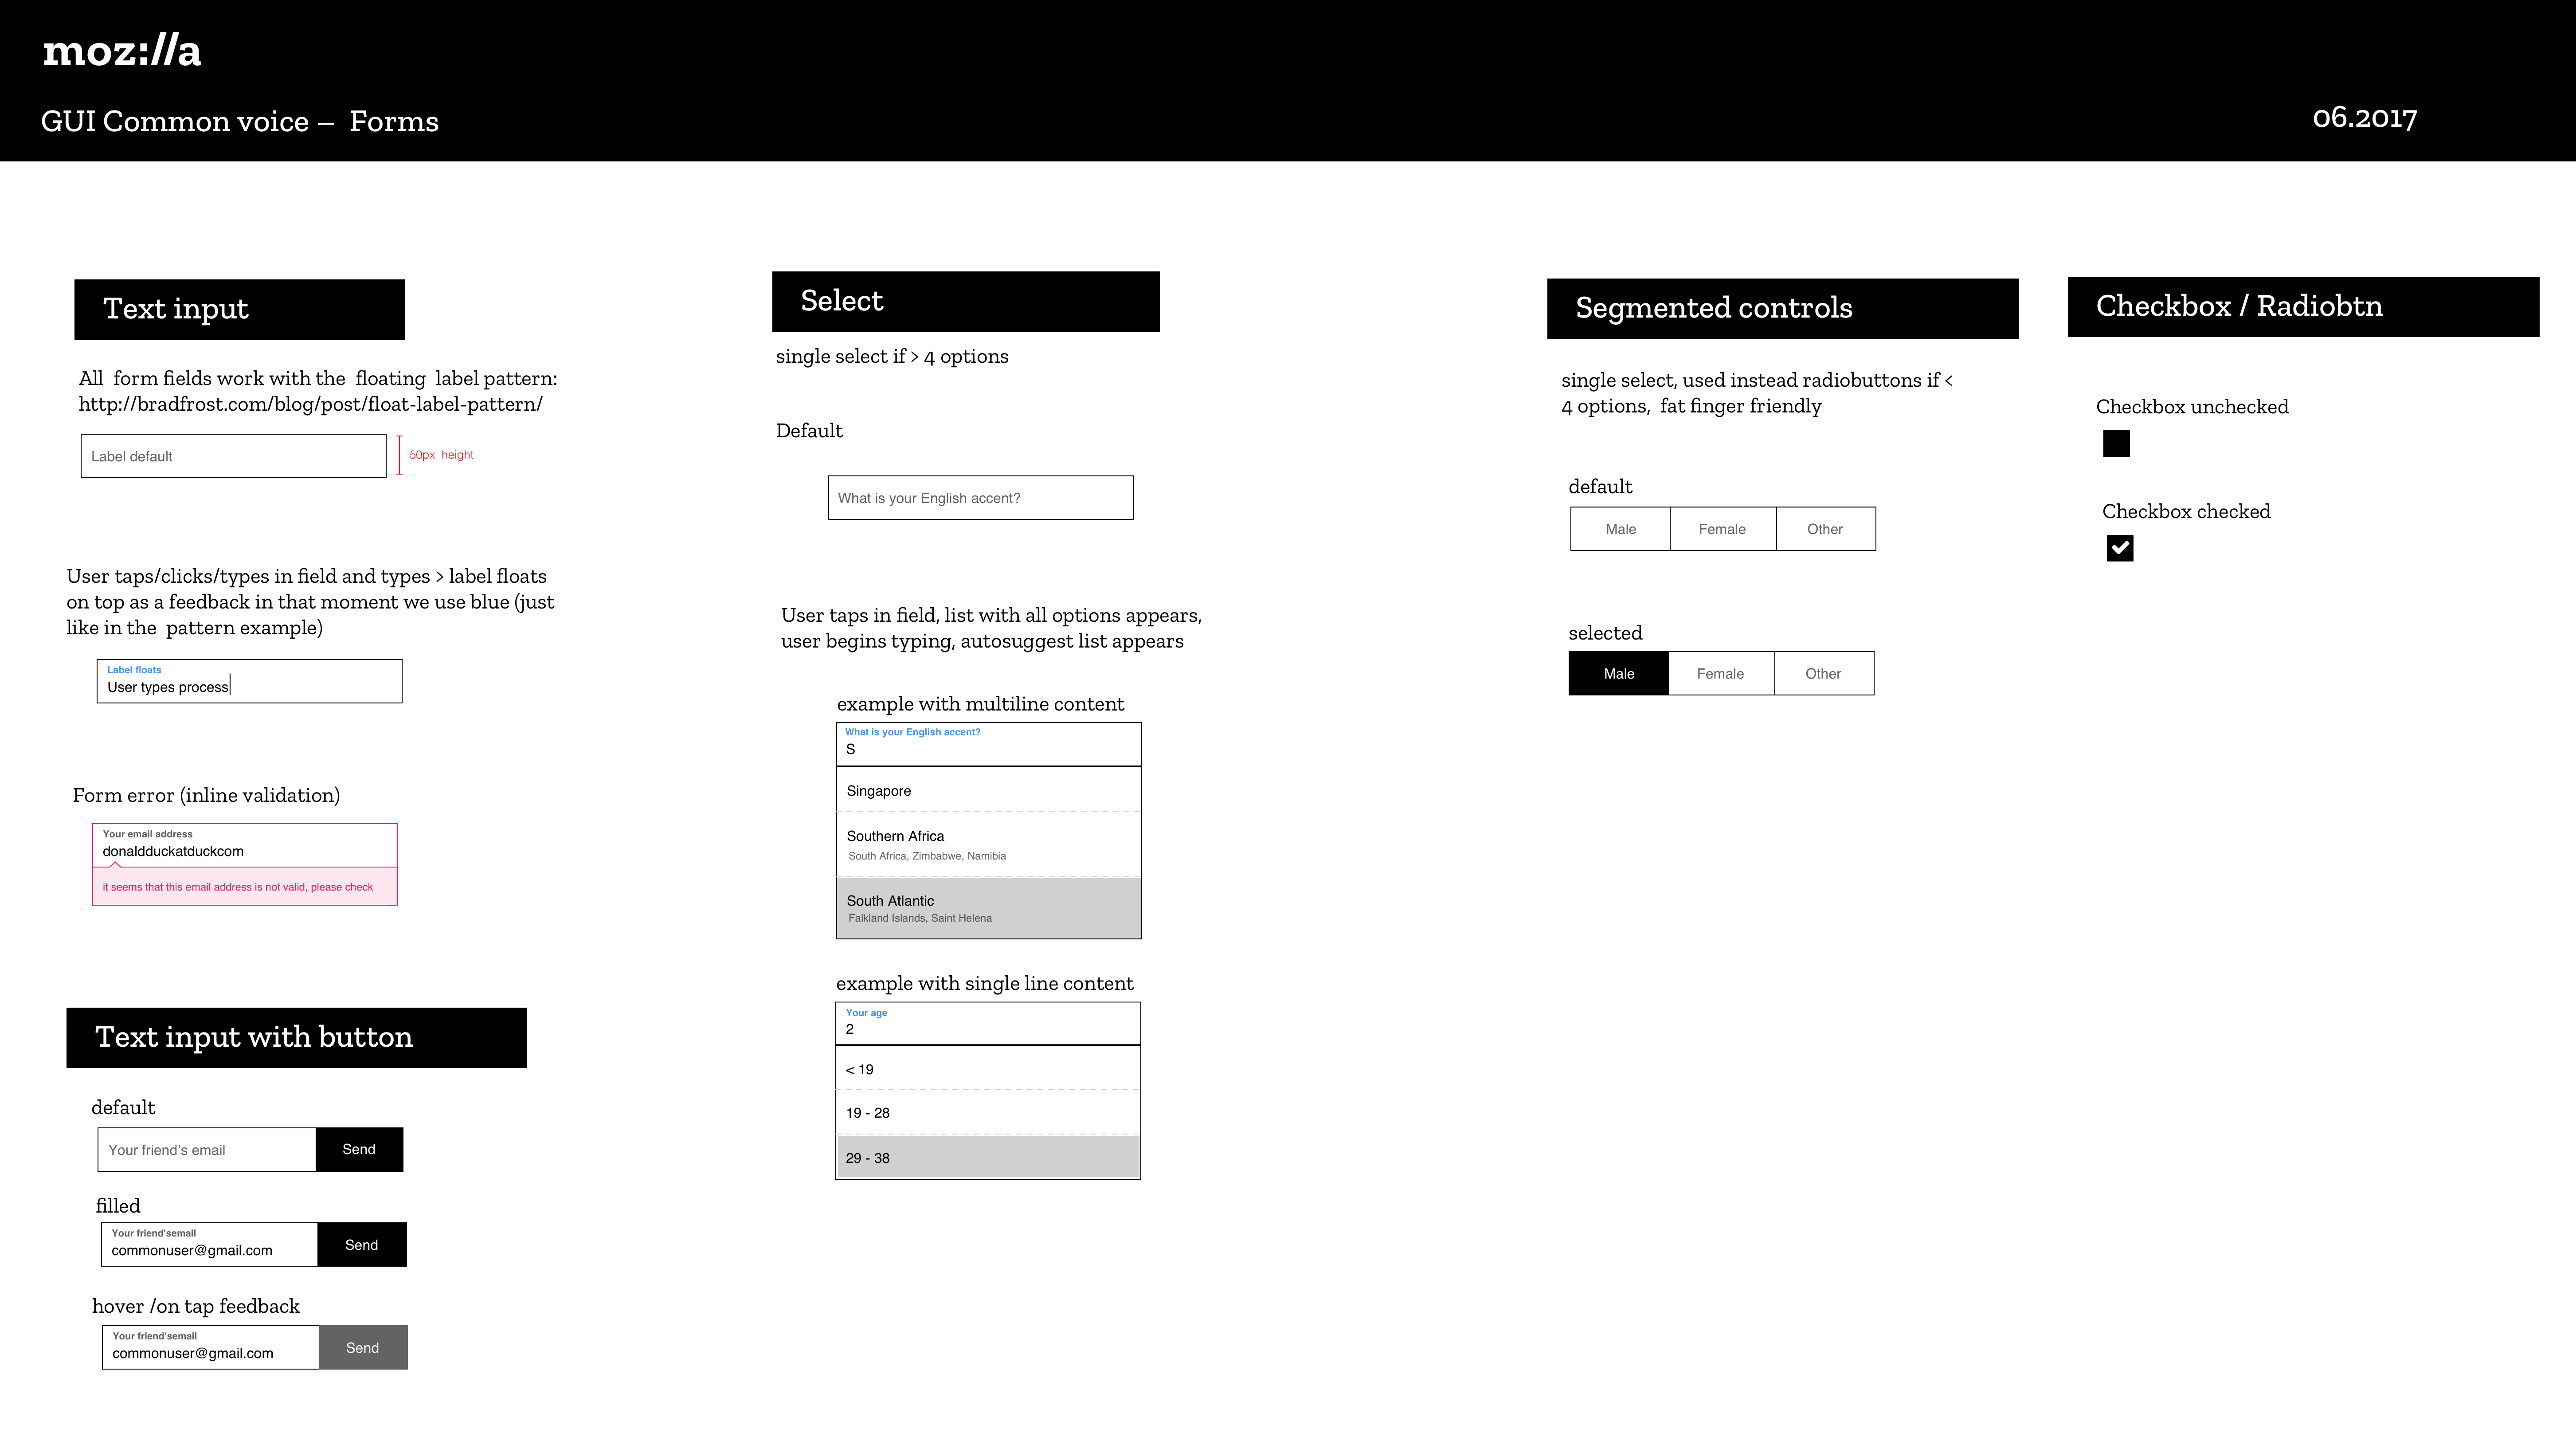 moz://a
GUI Common voice – Forms
06.2017
Text input
All form fields work with the floating label pattern:
http://bradfrost.com/blog/post/float-label-pattern/
Label default
50px height
User taps/clicks/types in field and types > label floats
on top as a feedback in that moment we use blue (just
like in the pattern example)
Label floats
User types process
Form error (inline validation)
Your email address
donaldduckatduckcom
it seems that this email address is not valid, please check
Text input with button
default
Your friend’s email
Send
filled
Your friend'semail
commonuser@gmail.com
Send
hover /on tap feedback
Your friend'semail
commonuser@gmail.com
Send
Select
single select if > 4 options
Default
What is your English accent?
User taps in field, list with all options appears,
user begins typing, autosuggest list appears
example with multiline content
What is your English accent?
S
Singapore
Southern Africa
South Africa, Zimbabwe, Namibia
South Atlantic
Falkland Islands, Saint Helena
example with single line content
Your age
2
< 19
19 - 28
29 - 38
Segmented controls
single select, used instead radiobuttons if <
4 options, fat finger friendly
default
Male Female Other
selected
Male Female Other
Checkbox / Radiobtn
Checkbox unchecked
Checkbox checked